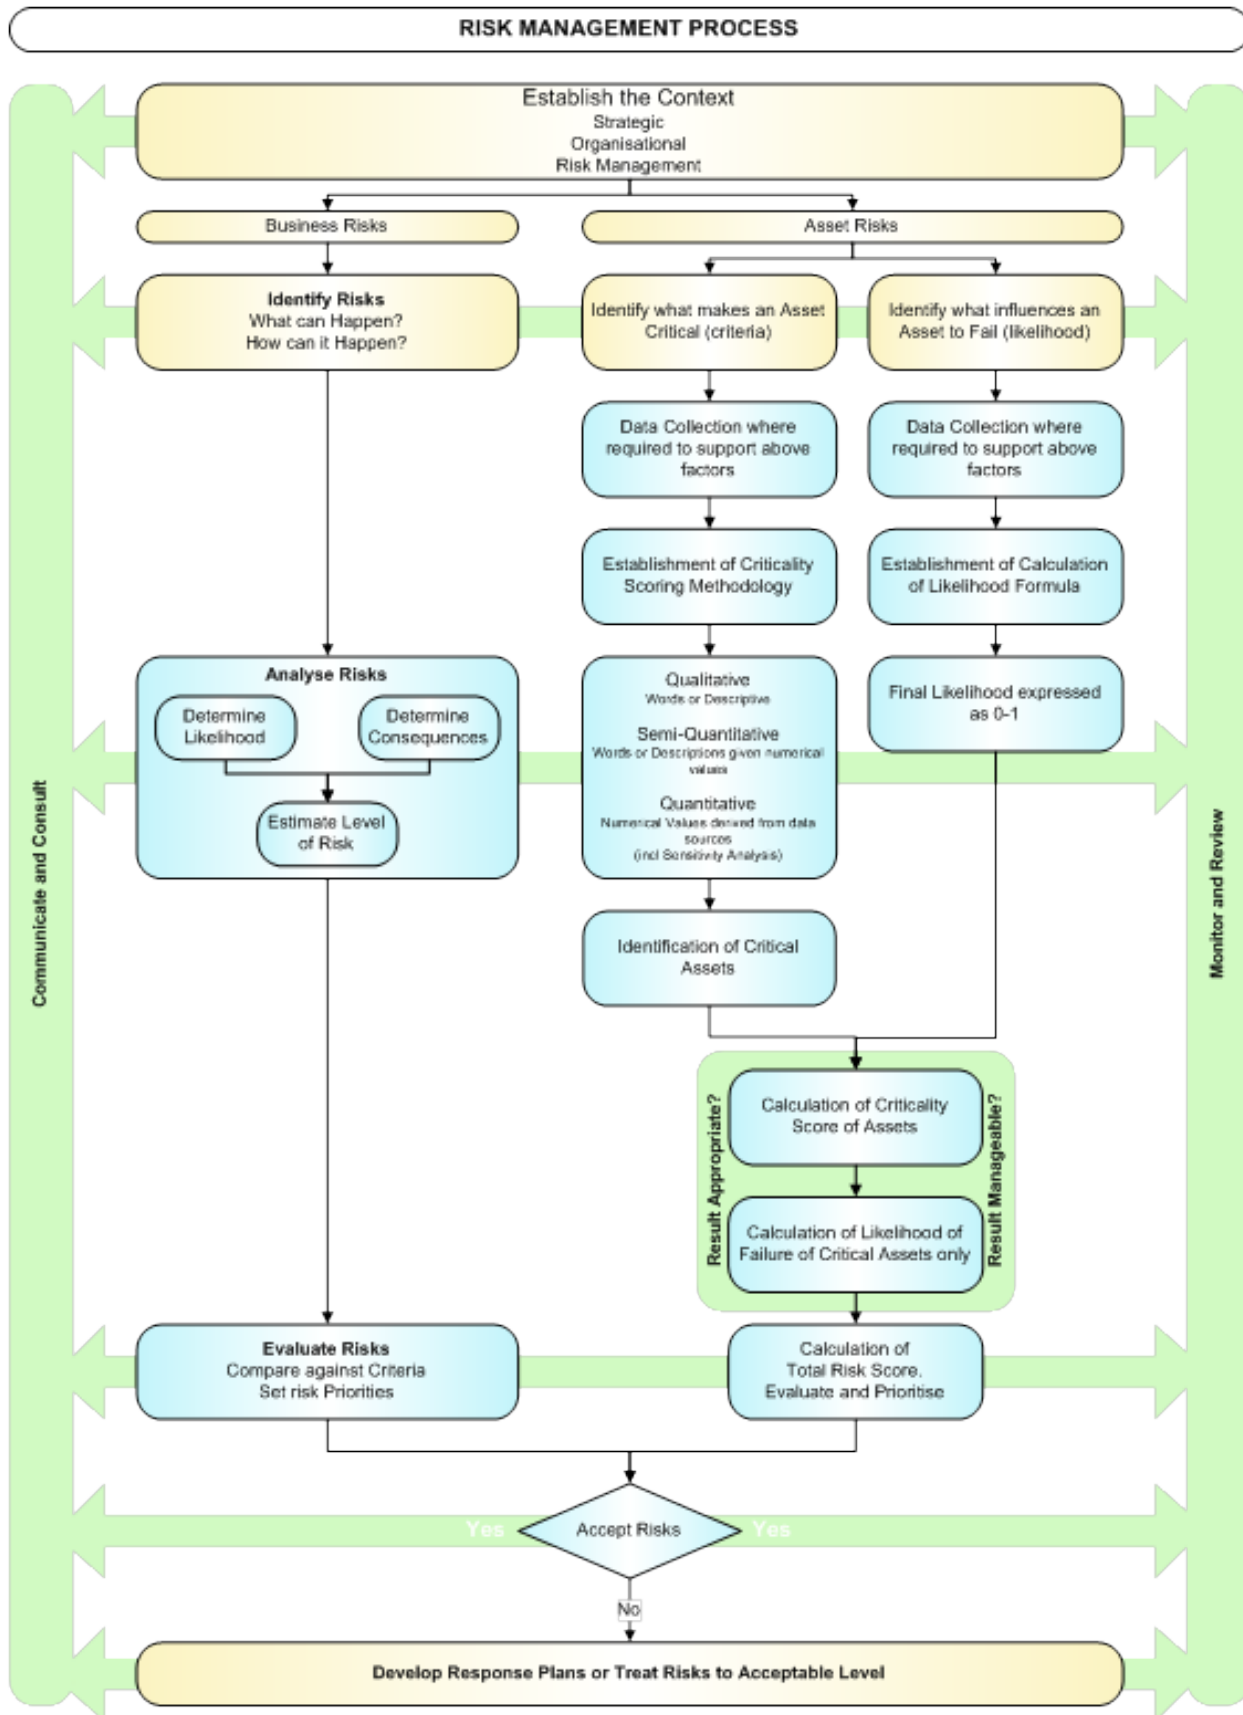 RISK MANAGEMENT PROCESS
Establish the Context
Strategic
Organisational
Risk Management
Business Risks
Asset Risks
Identify Risks
What can Happen?
How can it Happen?
Identify what makes an Asset
Critical (criteria)
Identify what influences an
Asset to Fail (likelihood)
Data Collection where
required to support above
factors
Data Collection where
required to support above
factors
Establishment of Criticality
Scoring Methodology
Establishment of Calculation
of Likelihood Formula
Analyse Risks
Determine
Likelihood
Determine
Consequences
Estimate Level
of Risk
Qualitative
Words or Descriptive
Semi-Quantitative
Words or Descriptions given numerical
values
Quantitative
Numerical Values derived from data
sources
(incl Sensitivity Analysis)
Final Likelihood expressed
as 0-1
Communicate and Consult
Monitor and Review
Identification of Critical
Assets
Result Appropriate?
Calculation of Criticality
Score of Assets
Result Manageable?
Calculation of Likelihood of
Failure of Critical Assets only
Evaluate Risks
Compare against Criteria
Set risk Priorities
Calculation of
Total Risk Score.
Evaluate and Prioritise
Yes
Accept Risks
Yes
No
Develop Response Plans or Treat Risks to Acceptable Level